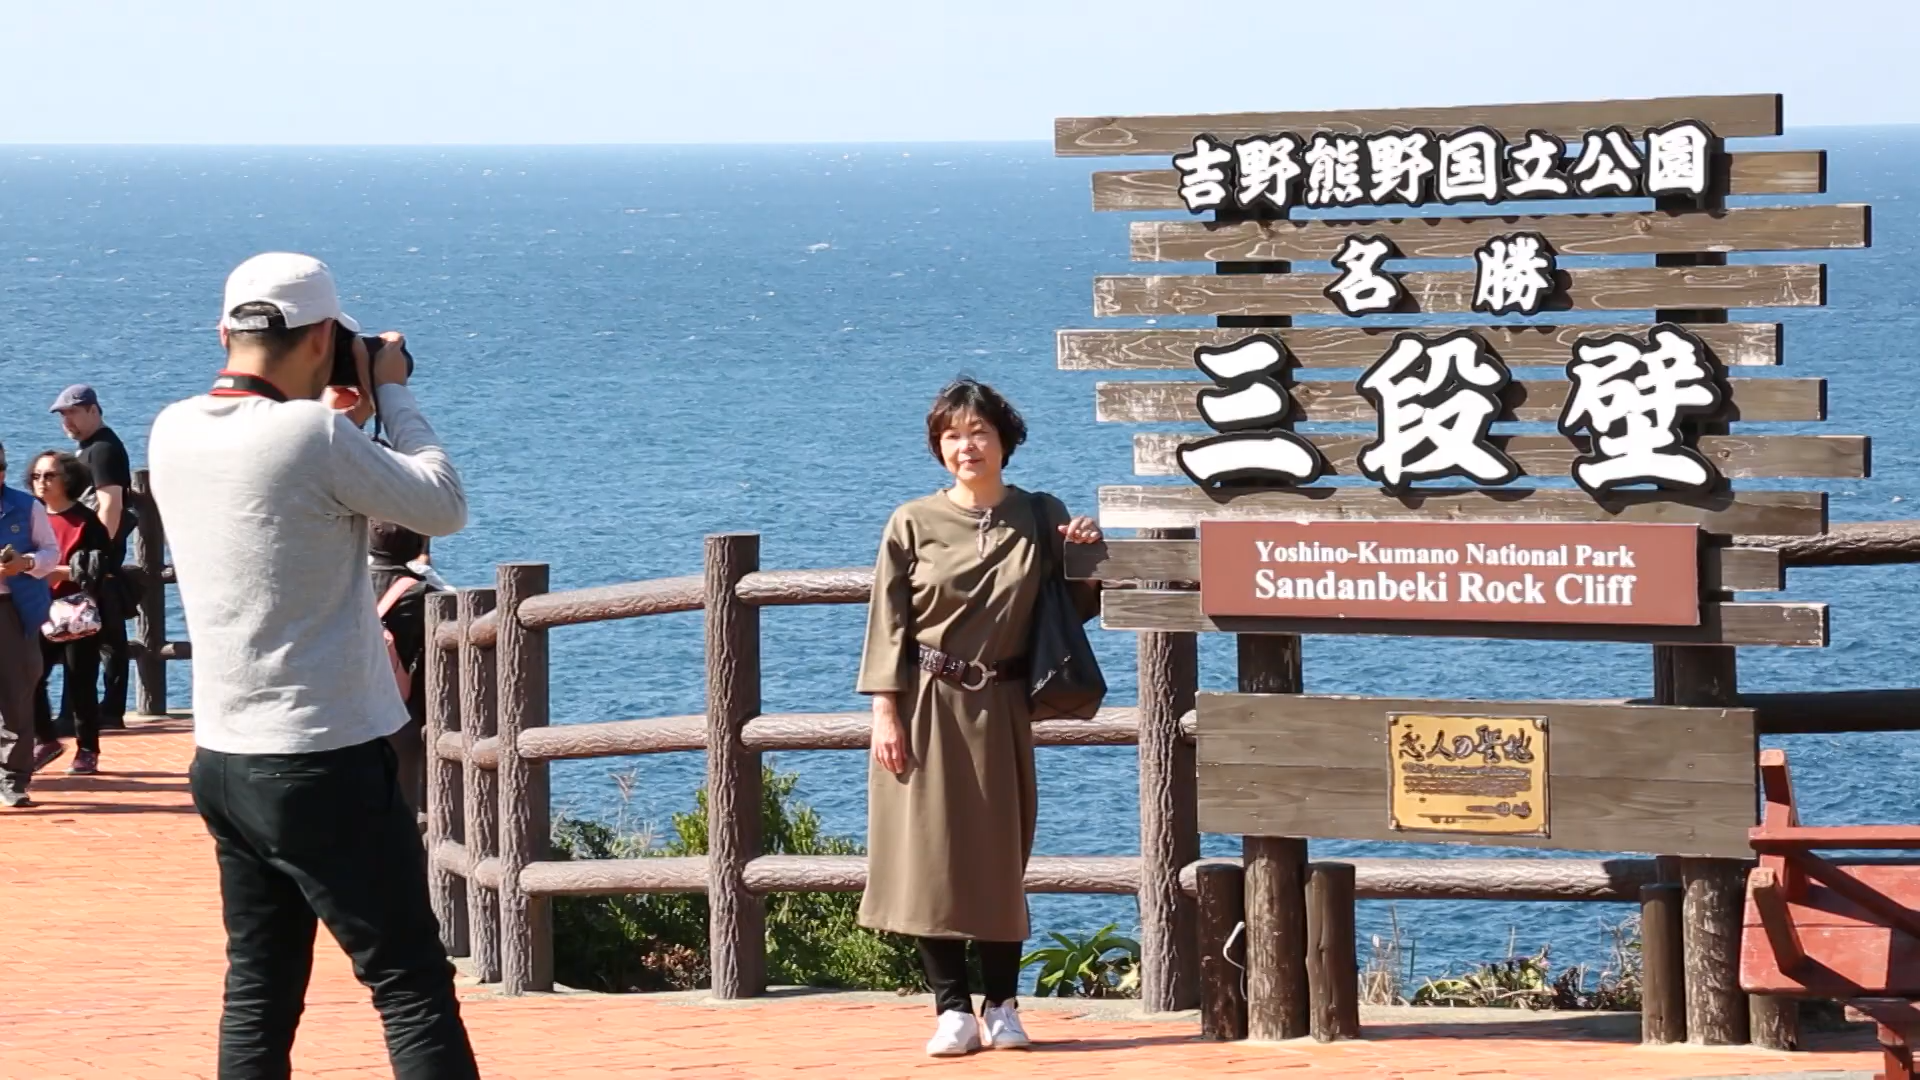 吉野熊野国立公園
名勝
三段壁
Yoshino-Kumano National Park
Sandanbeki Rock Cliff
恋人の聖地